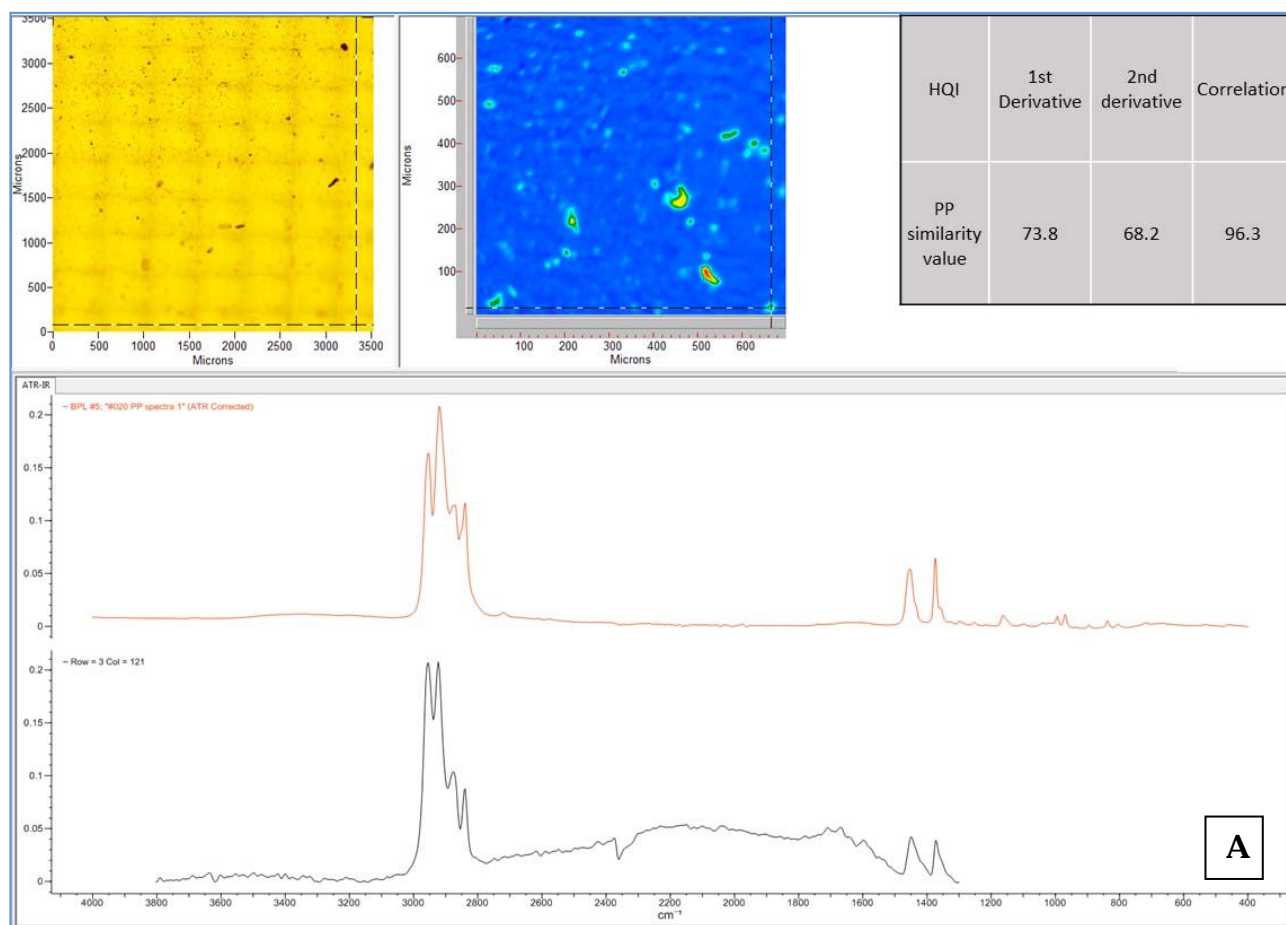 3500
3000
2500
2000
1500
1000
500
0
Microns
0 500 1000 1500 2000 2500 3000 3500
Microns
600
500
400
300
200
100
Microns
100 200 300 400 500 600
Microns
HQI 1st Derivative 2nd derivative Correlation
PP similarity value 73.8 68.2 96.3
ATR-IR
– BPL #5; "#020 PP spectra 1" (ATR Corrected)
0.2
0.15
0.1
0.05
0
– Row = 3 Col = 121
0.2
0.15
0.1
0.05
0
A
4000 3800 3600 3400 3200 3000 2800 2600 2400 2200 2000 1800 1600 1400 1200 1000 800 600 400
cm⁻¹